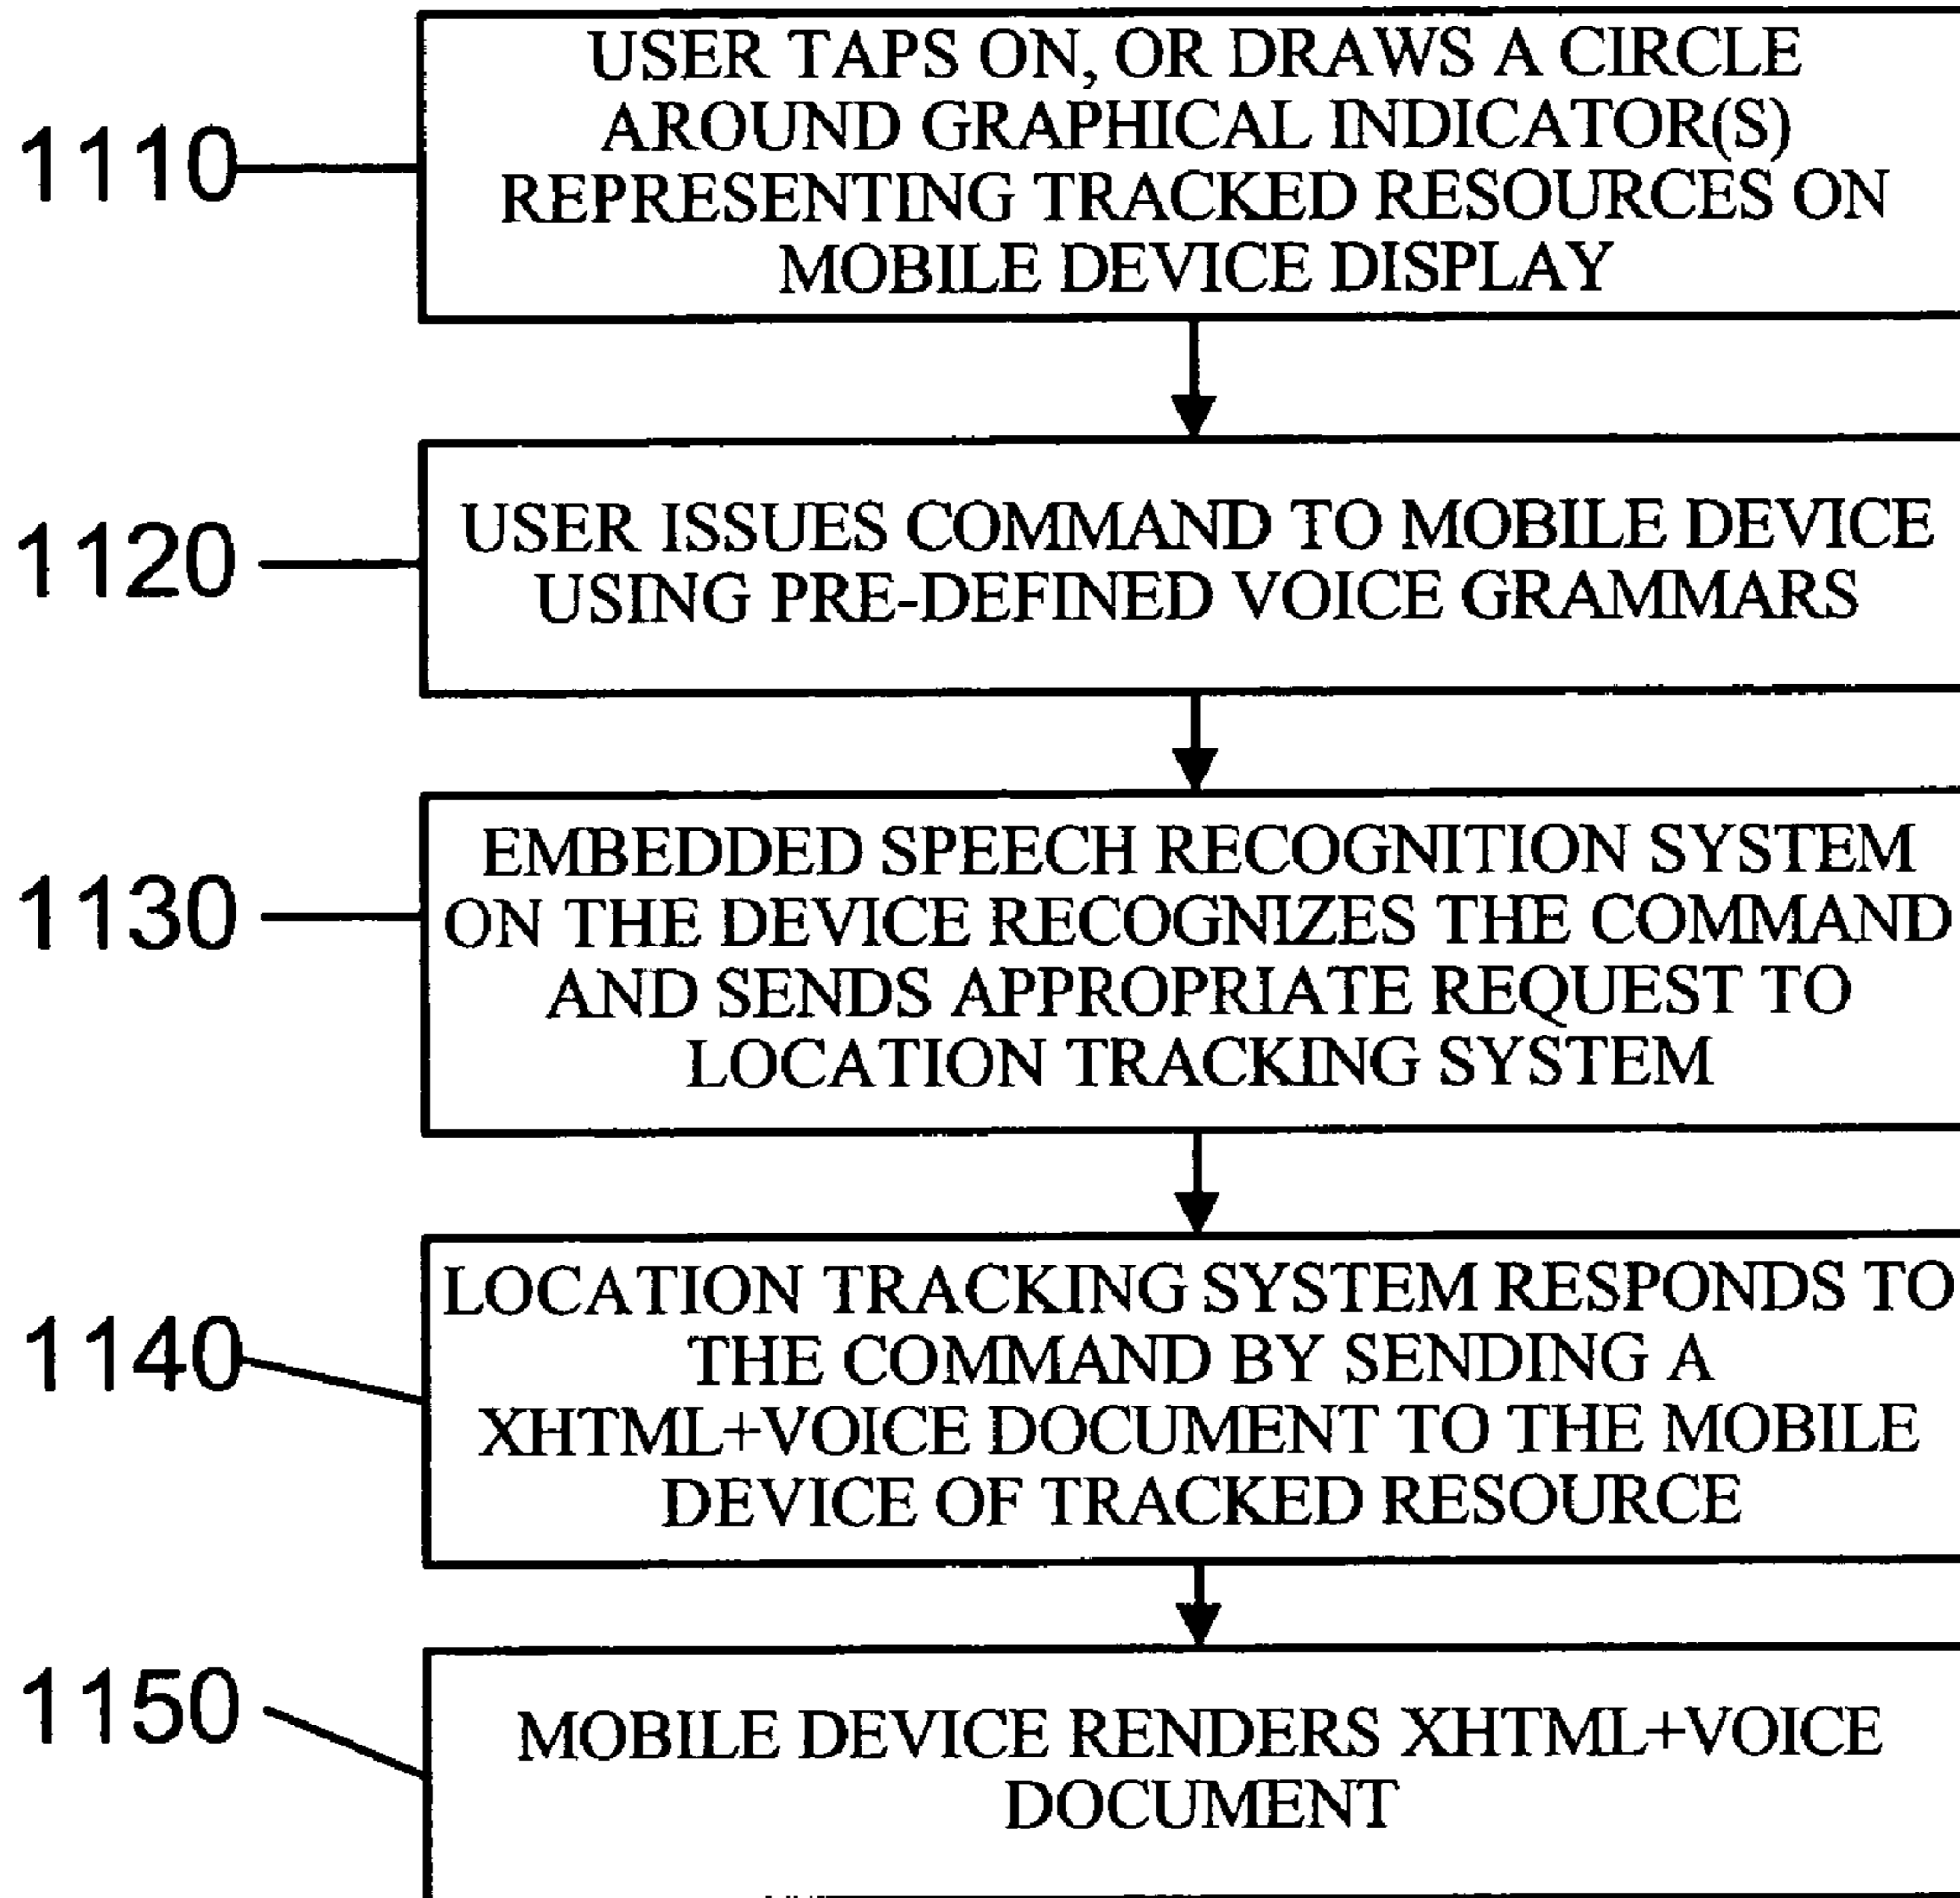 USER TAPS ON, OR DRAWS A CIRCLE
AROUND GRAPHICAL INDICATOR(S)
1110
REPRESENTING TRACKED RESOURCES ON
MOBILE DEVICE DISPLAY
1120
USER ISSUES COMMAND TO MOBILE DEVICE
USING PRE-DEFINED VOICE GRAMMARS
1130
EMBEDDED SPEECH RECOGNITION SYSTEM
ON THE DEVICE RECOGNIZES THE COMMAND
AND SENDS APPROPRIATE REQUEST TO
LOCATION TRACKING SYSTEM
1140
LOCATION TRACKING SYSTEM RESPONDS TO
THE COMMAND BY SENDING A
XHTML+VOICE DOCUMENT TO THE MOBILE
DEVICE OF TRACKED RESOURCE
1150
MOBILE DEVICE RENDERS XHTML+VOICE
DOCUMENT